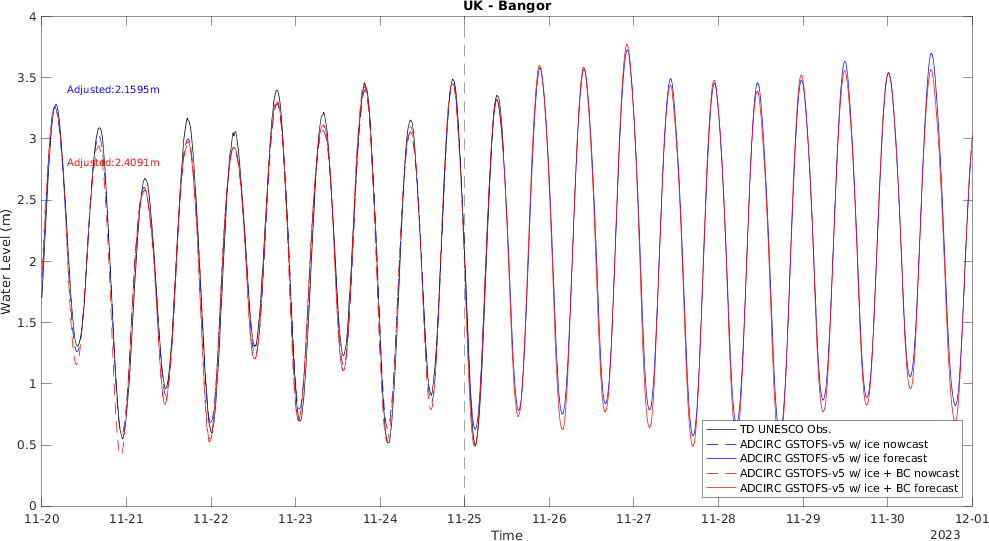 UK - Bangor
4
3.5
3
2.5
2
1.5
1
0.5
0
Water Level (m)
Adjusted:2.1595m
Adjusted:2.4091m
TD UNESCO Obs.
ADCIRC GSTOFS-v5 w/ ice nowcast
ADCIRC GSTOFS-v5 w/ ice forecast
ADCIRC GSTOFS-v5 w/ ice + BC nowcast
ADCIRC GSTOFS-v5 w/ ice + BC forecast
11-20 11-21 11-22 11-23 11-24 11-25 11-26 11-27 11-28 11-29 11-30 12-01
Time
2023